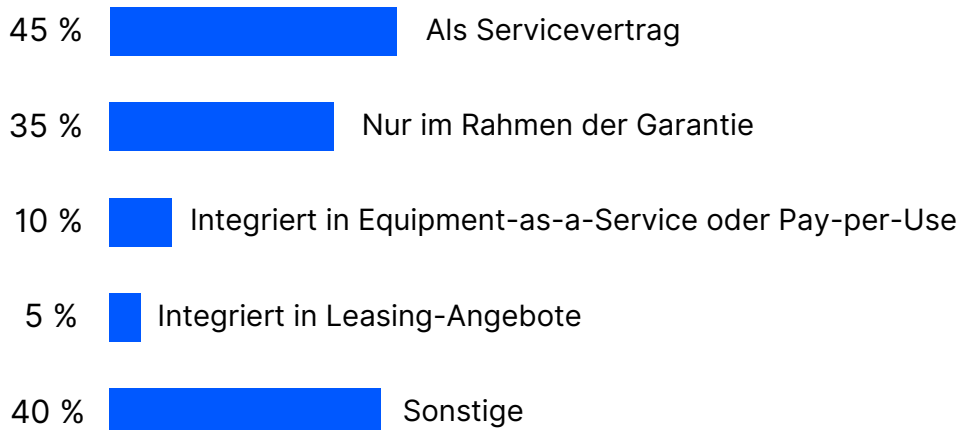 45 % Als Servicevertrag
35 % Nur im Rahmen der Garantie
10 % Integriert in Equipment-as-a-Service oder Pay-per-Use
5 % Integriert in Leasing-Angebote
40 % Sonstige